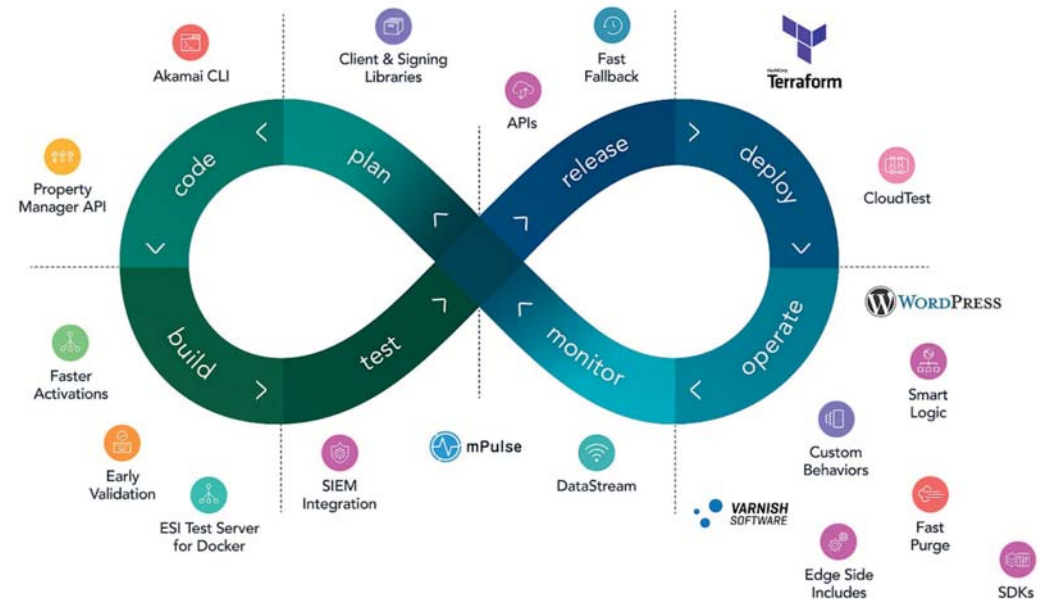 Akamai CLI
Client & Signing
Libraries
Fast
Fallback
APIs
HashiCorp
Terraform
Property
Manager API
code
plan
release
deploy
CloudTest
WORDPRESS
build
test
monitor
operate
Faster
Activations
Smart
Logic
Early
Validation
SIEM
Integration
mPulse
DataStream
Custom
Behaviors
ESI Test Server
for Docker
VARNISH
SOFTWARE
Fast
Purge
Edge Side
Includes
SDKs